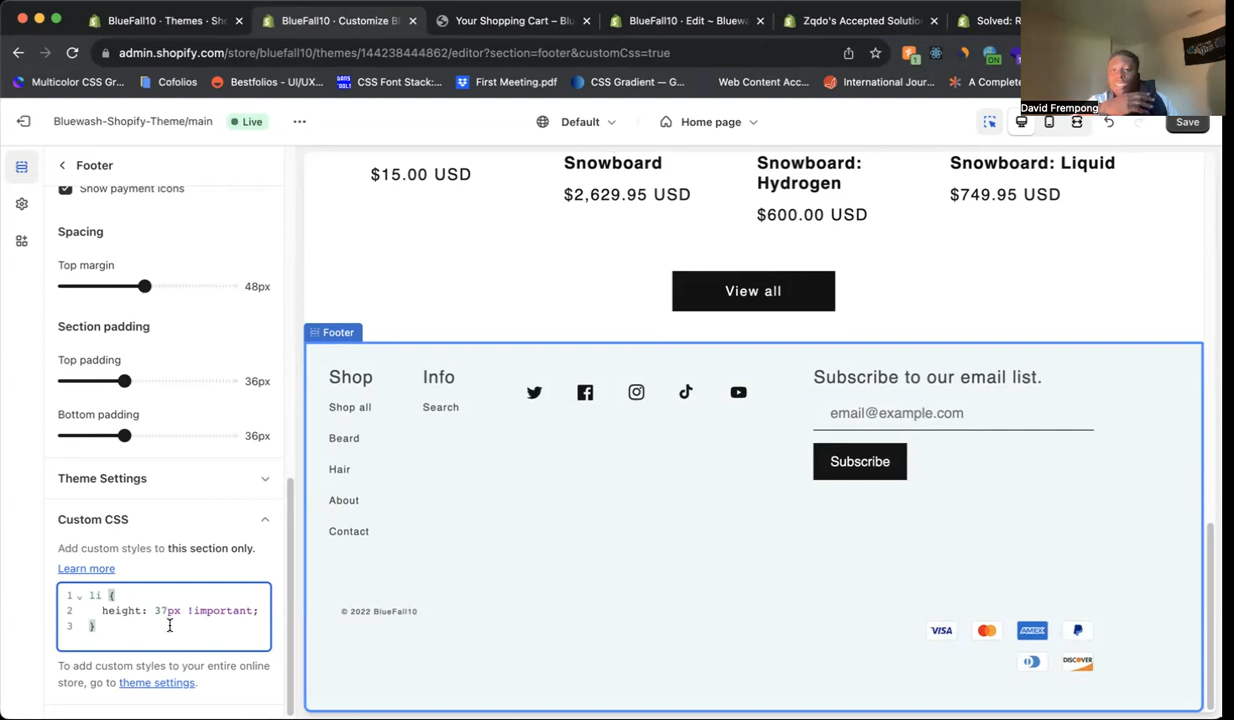 BlueFall10 · Themes · Sh
BlueFall10 · Customize Bl
Your Shopping Cart – Blu
BlueFall10 · Edit ~ Bluewa
Zqdo's Accepted Solutio
Solved: R
admin.shopify.com/store/bluefall10/themes/144238444862/editor?section=footer&customCss=true
Multicolor CSS Gr...
Cofolios
Bestfolios - UI/UX...
CSS Font Stack:...
First Meeting.pdf
CSS Gradient — G...
Web Content Acc...
International Jour...
A Complete
ON
David Frempong
Bluewash-Shopify-Theme/main
Live
Default
Home page
Save
Footer
Show payment icons
Spacing
Top margin
48px
Section padding
Top padding
36px
Bottom padding
36px
Theme Settings
Custom CSS
Add custom styles to this section only.
Learn more
1 li {
2 height: 37px !important;
3 }
To add custom styles to your entire online
store, go to theme settings.
$15.00 USD
Snowboard
$2,629.95 USD
Snowboard:
Hydrogen
$600.00 USD
Snowboard: Liquid
$749.95 USD
View all
Footer
Shop
Shop all
Beard
Hair
About
Contact
Info
Search
Subscribe to our email list.
email@example.com
Subscribe
© 2022 BlueFall10
VISA
AMEX
DISCOVER